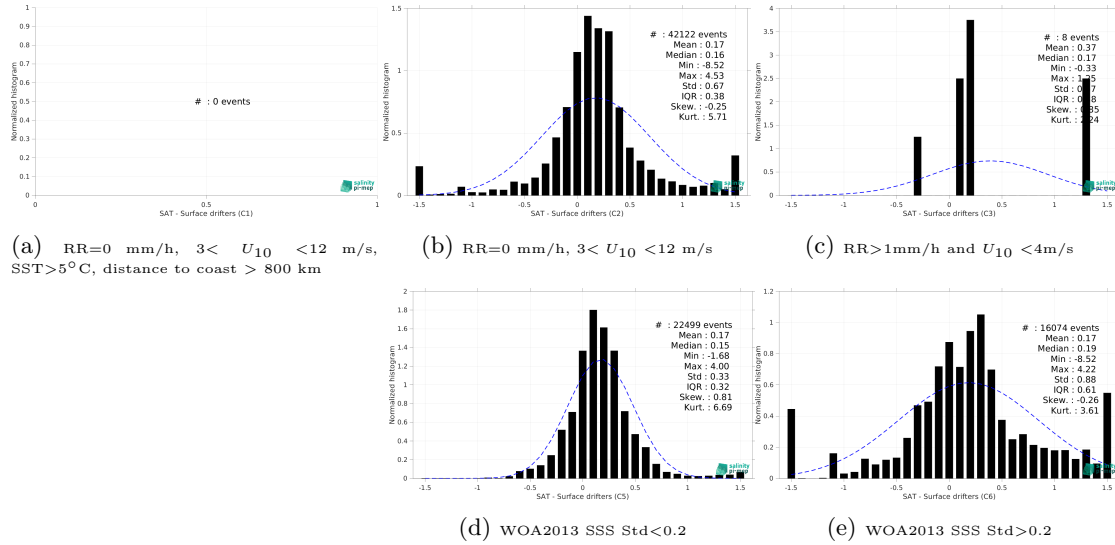 1
0.9
0.8
0.7
0.6
0.5
0.4
0.3
0.2
0.1
0
Normalized histogram
# : 0 events
0 0.5 1
SAT - Surface drifters (C1)
salinity
pi-mep
(a) RR=0 mm/h, 3< U10 <12 m/s,
SST>5°C, distance to coast > 800 km
1.5
1
0.5
0
Normalized histogram
# : 42122 events
Mean : 0.17
Median : 0.16
Min : -8.52
Max : 4.53
Std : 0.67
IQR : 0.38
Skew. : -0.25
Kurt. : 5.71
-1.5 -1 -0.5 0 0.5 1 1.5
SAT - Surface drifters (C2)
salinity
pi-mep
(b) RR=0 mm/h, 3< U10 <12 m/s
4
3.5
3
2.5
2
1.5
1
0.5
0
Normalized histogram
# : 8 events
Mean : 0.37
Median : 0.17
Min : -0.33
Max :
Std :
IQR :
Skew. :
Kurt. :
-1.5 -1 -0.5 0 0.5 1 1.5
SAT - Surface drifters (C3)
salinity
pi-mep
(c) RR>1mm/h and U10 <4m/s
2
1.8
1.6
1.4
1.2
1
0.8
0.6
0.4
0.2
0
Normalized histogram
# : 22499 events
Mean : 0.17
Median : 0.15
Min : -1.68
Max : 4.00
Std : 0.33
IQR : 0.32
Skew. : 0.81
Kurt. : 6.69
-1.5 -1 -0.5 0 0.5 1 1.5
SAT - Surface drifters (C5)
salinity
pi-mep
(d) WOA2013 SSS Std<0.2
1.2
1
0.8
0.6
0.4
0.2
0
Normalized histogram
# : 16074 events
Mean : 0.17
Median : 0.19
Min : -8.52
Max : 4.22
Std : 0.88
IQR : 0.61
Skew. : -0.26
Kurt. : 3.61
-1.5 -1 -0.5 0 0.5 1 1.5
SAT - Surface drifters (C6)
salinity
pi-mep
(e) WOA2013 SSS Std>0.2